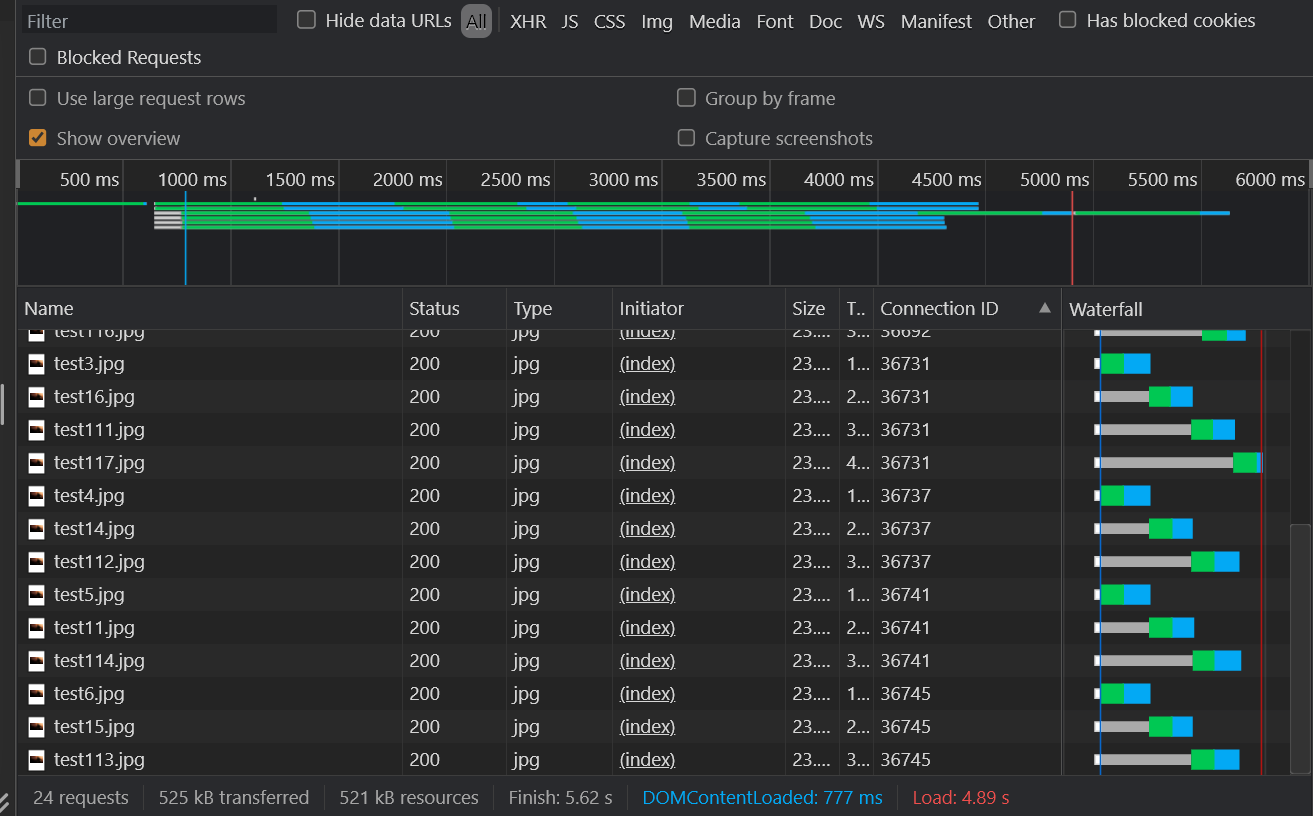 Filter Hide data URLs All XHR JS CSS Img Media Font Doc WS Manifest Other Has blocked cookies
Blocked Requests
Use large request rows Group by frame
Show overview Capture screenshots
500 ms 1000 ms 1500 ms 2000 ms 2500 ms 3000 ms 3500 ms 4000 ms 4500 ms 5000 ms 5500 ms 6000 ms
Name Status Type Initiator Size T.. Connection ID Waterfall
test116.jpg 200 jpg (index) 23.... 3... 36692
test3.jpg 200 jpg (index) 23.... 1... 36731
test16.jpg 200 jpg (index) 23.... 2... 36731
test111.jpg 200 jpg (index) 23.... 3... 36731
test117.jpg 200 jpg (index) 23.... 4... 36731
test4.jpg 200 jpg (index) 23.... 1... 36737
test14.jpg 200 jpg (index) 23.... 2... 36737
test112.jpg 200 jpg (index) 23.... 3... 36737
test5.jpg 200 jpg (index) 23.... 1... 36741
test11.jpg 200 jpg (index) 23.... 2... 36741
test114.jpg 200 jpg (index) 23.... 3... 36741
test6.jpg 200 jpg (index) 23.... 1... 36745
test15.jpg 200 jpg (index) 23.... 2... 36745
test113.jpg 200 jpg (index) 23.... 3... 36745
24 requests 525 kB transferred 521 kB resources Finish: 5.62 s DOMContentLoaded: 777 ms Load: 4.89 s